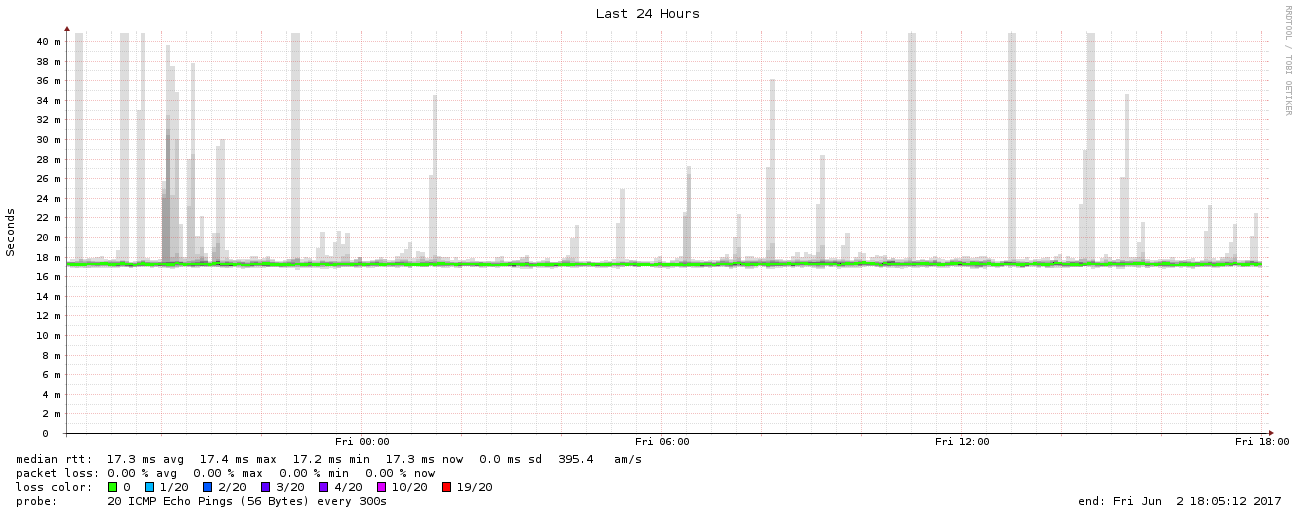 Last 24 Hours
RRDTOOL / TOBI OETIKER
Seconds
40 m
38 m
36 m
34 m
32 m
30 m
28 m
26 m
24 m
22 m
20 m
18 m
16 m
14 m
12 m
10 m
8 m
6 m
4 m
2 m
0
Fri 00:00 Fri 06:00 Fri 12:00 Fri 18:00
median rtt: 17.3 ms avg 17.4 ms max 17.2 ms min 17.3 ms now 0.0 ms sd 395.4 am/s
packet loss: 0.00 % avg 0.00 % max 0.00 % min 0.00 % now
loss color: 0 1/20 2/20 3/20 4/20 10/20 19/20
probe: 20 ICMP Echo Pings (56 Bytes) every 300s end: Fri Jun 2 18:05:12 2017